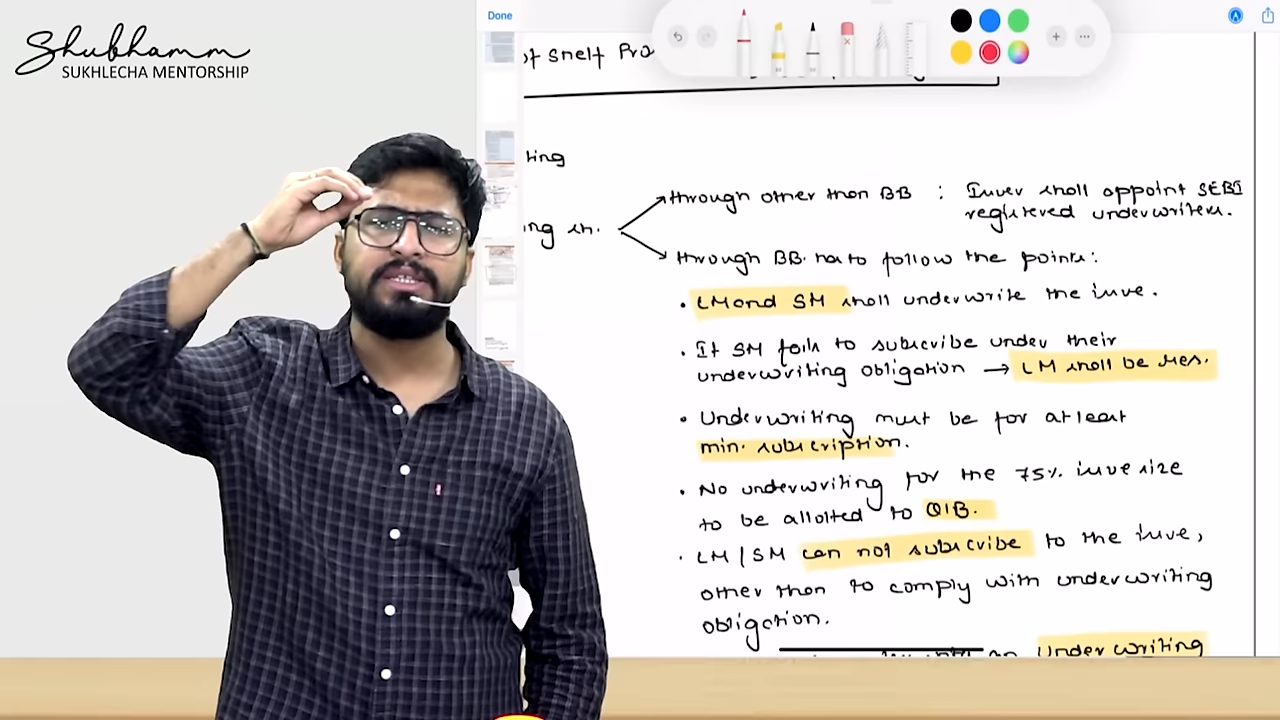 Shubhamm
SUKHLECHA MENTORSHIP
Done
of Shelf Pro
ting
ng
through other than BB : Issuer shall appoint SEBI
registered underwriters.
through BB. has to follow the points:
• LM and SM shall underwrite the issue.
• If SM fails to subscribe under their
underwriting obligation → LM shall be res.
• Underwriting must be for atleast
min. subscription.
• No underwriting for the 75% issue size
to be allotted to QIB.
• LM/SM can not subscribe to the issue,
other than to comply with underwriting
obligation.
an Underwriting